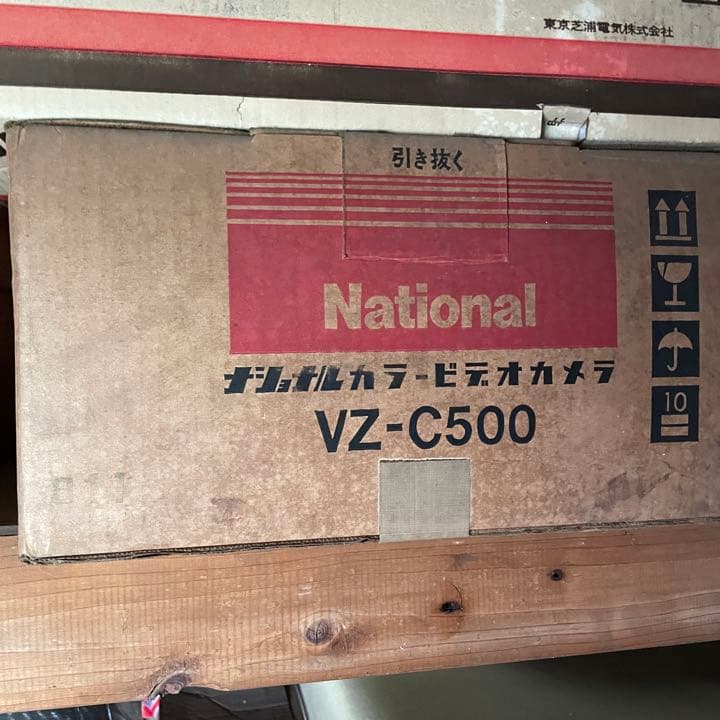 東京芝浦電気株式会社
引き抜く
National
ナショナルカラービデオカメラ
VZ-C500
10